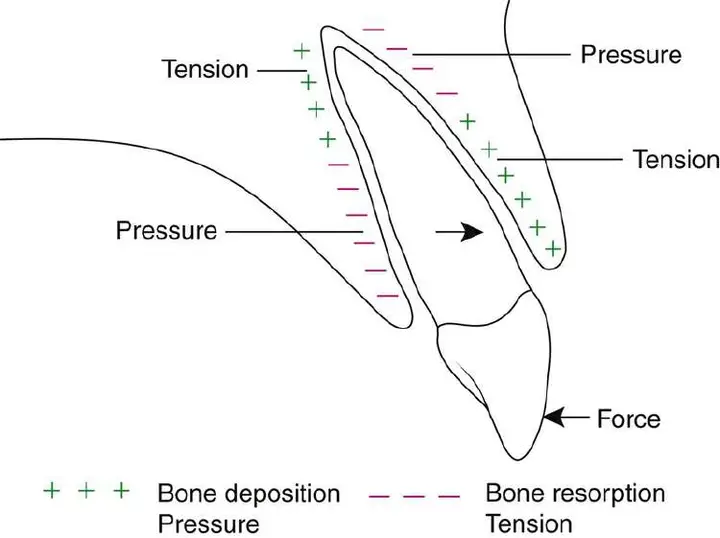 Pressure
Tension
Tension
Pressure
Force
+ + + Bone deposition
Pressure
− − − Bone resorption
Tension